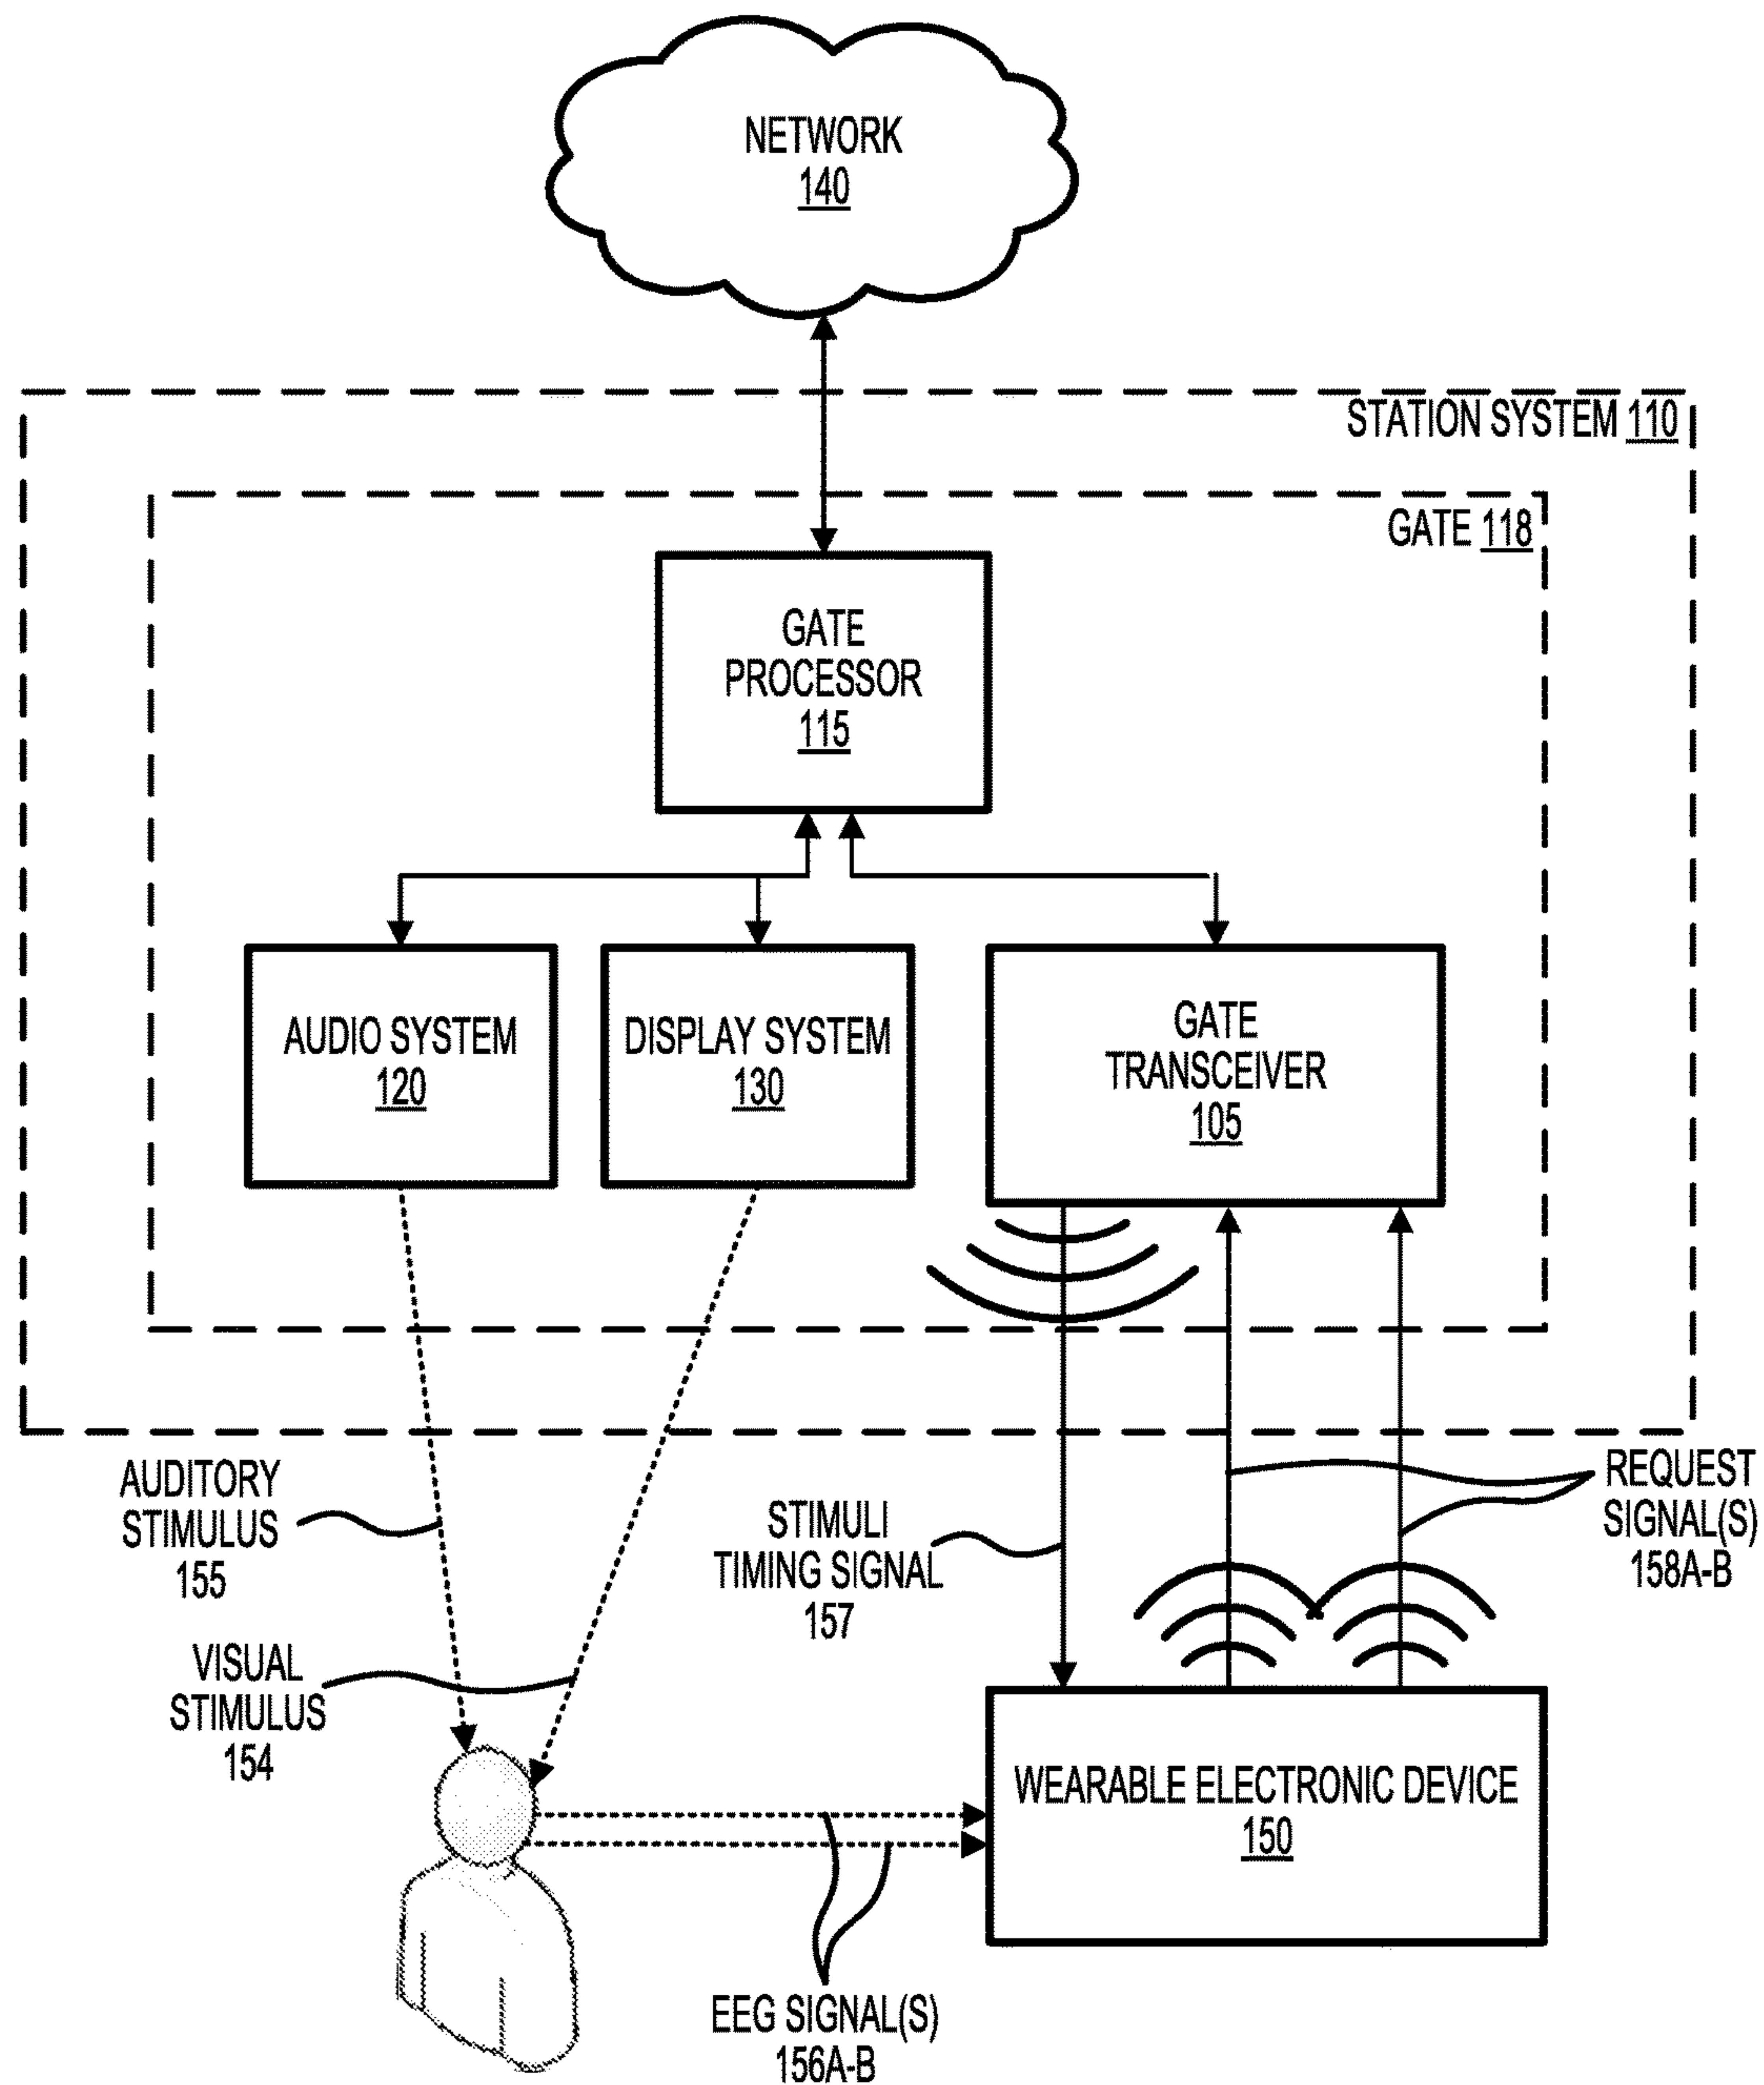 NETWORK
140
STATION SYSTEM 110
GATE 118
GATE
PROCESSOR
115
AUDIO SYSTEM
120
DISPLAY SYSTEM
130
GATE
TRANSCEIVER
105
AUDITORY
STIMULUS
155
STIMULI
TIMING SIGNAL
157
REQUEST
SIGNAL(S)
158A-B
VISUAL
STIMULUS
154
WEARABLE ELECTRONIC DEVICE
150
EEG SIGNAL(S)
156A-B